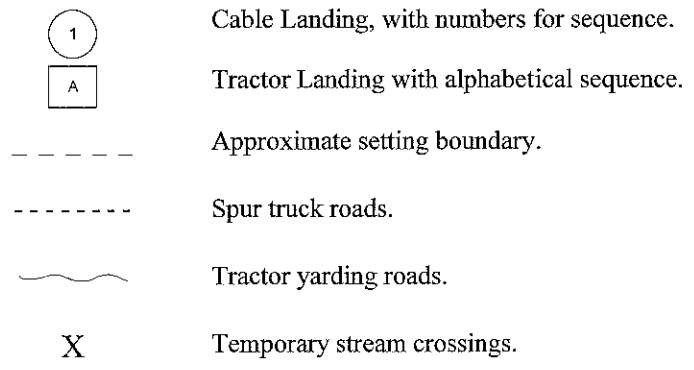 1 Cable Landing, with numbers for sequence.
A Tractor Landing with alphabetical sequence.
Approximate setting boundary.
Spur truck roads.
Tractor yarding roads.
X Temporary stream crossings.